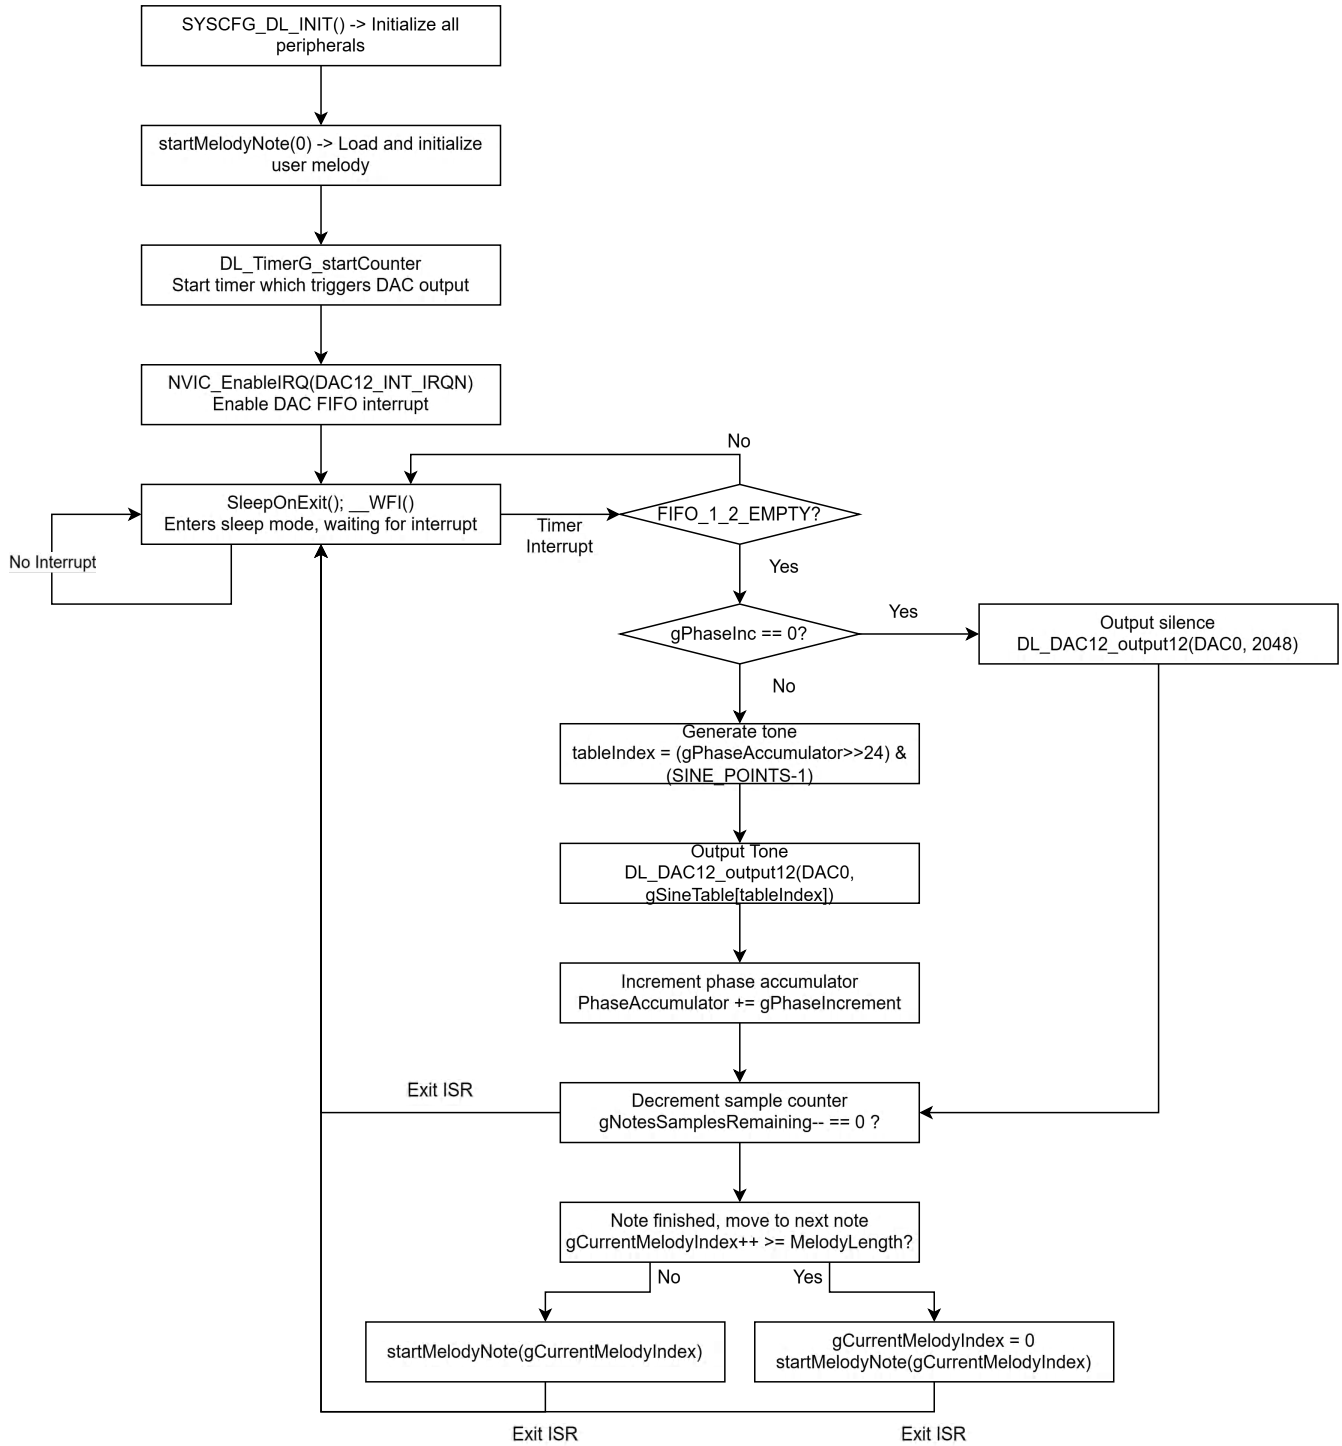 SYSCFG_DL_INIT() -> Initialize all
peripherals
startMelodyNote(0) -> Load and initialize
user melody
DL_TimerG_startCounter
Start timer which triggers DAC output
NVIC_EnableIRQ(DAC12_INT_IRQN)
Enable DAC FIFO interrupt
No
SleepOnExit(); __WFI()
Enters sleep mode, waiting for interrupt
No Interrupt
Timer
Interrupt
FIFO_1_2_EMPTY?
Yes
gPhaseInc == 0?
Yes
Output silence
DL_DAC12_output12(DAC0, 2048)
No
Generate tone
tableIndex = (gPhaseAccumulator>>24) &
(SINE_POINTS-1)
Output Tone
DL_DAC12_output12(DAC0,
gSineTable[tableIndex])
Increment phase accumulator
PhaseAccumulator += gPhaseIncrement
Exit ISR
Decrement sample counter
gNotesSamplesRemaining-- == 0 ?
Note finished, move to next note
gCurrentMelodyIndex++ >= MelodyLength?
No
Yes
startMelodyNote(gCurrentMelodyIndex)
gCurrentMelodyIndex = 0
startMelodyNote(gCurrentMelodyIndex)
Exit ISR
Exit ISR